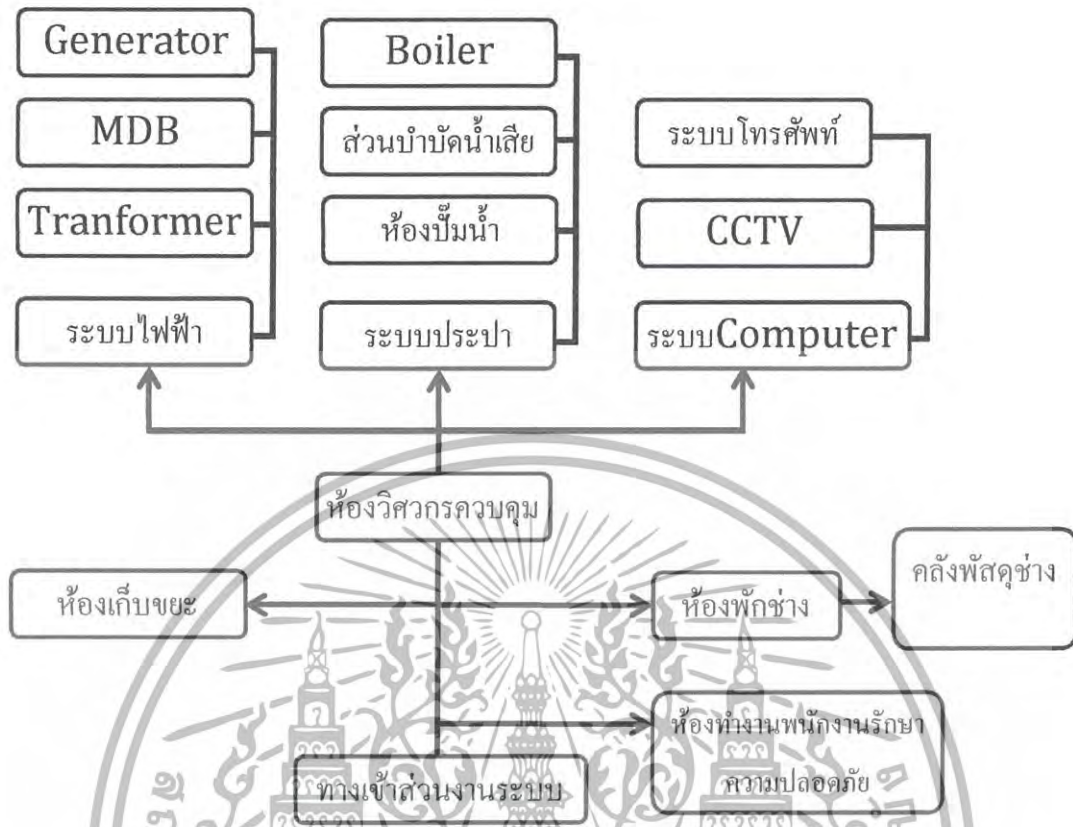 Generator
MDB
Tranformer
ระบบไฟฟ้า
Boiler
ส่วนบำบัดน้ำเสีย
ห้องปั๊มน้ำ
ระบบประปา
ระบบโทรศัพท์
CCTV
ระบบComputer
ห้องวิศวกรควบคุม
ห้องเก็บขยะ
ห้องพักช่าง
คลังพัสดุช่าง
ห้องทำงานพนักงานรักษา
ความปลอดภัย
ทางเข้าส่วนงานระบบ